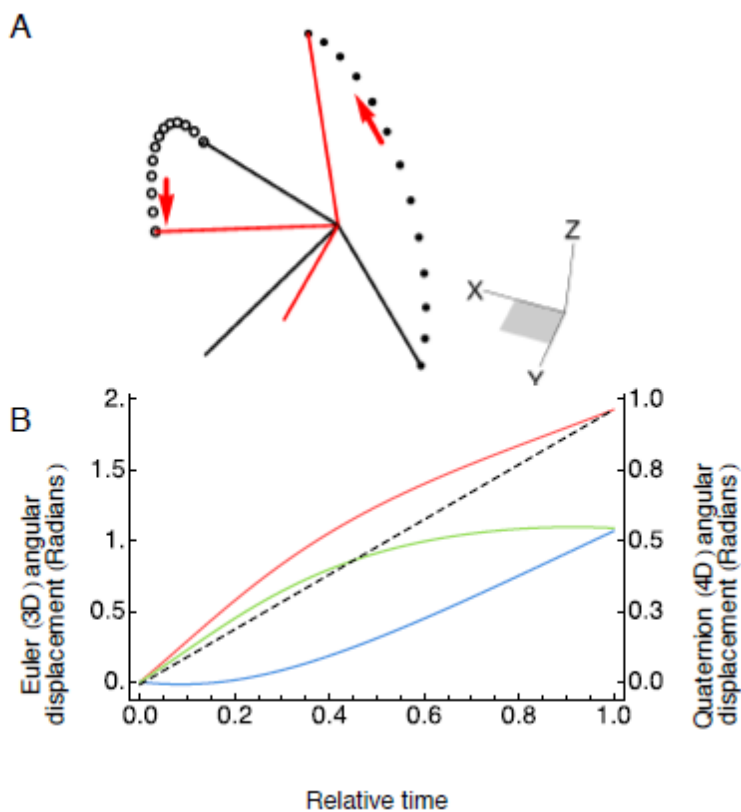 A
Z
X
Y
B
Euler (3D) angular
displacement (Radians)
2.
1.5
1.
0.5
0.
1.0
0.8
0.5
0.3
0.0
Quaternion (4D) angular
displacement (Radians)
0.0 0.2 0.4 0.6 0.8 1.0
Relative time